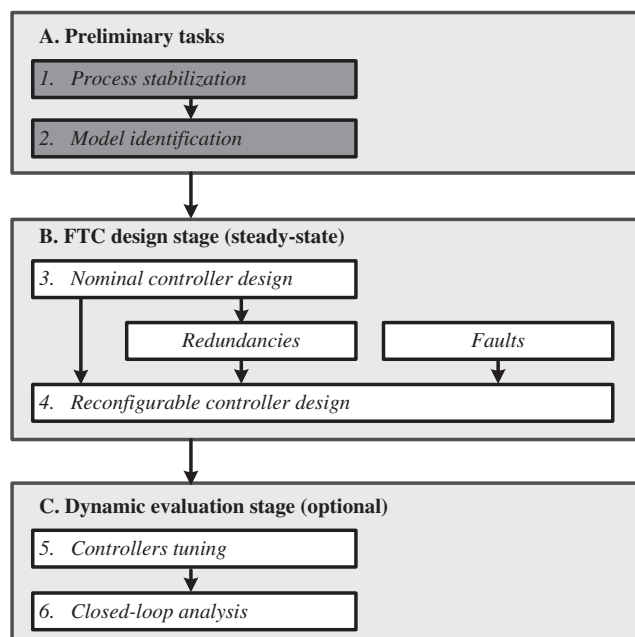 A. Preliminary tasks
1. Process stabilization
2. Model identification
B. FTC design stage (steady-state)
3. Nominal controller design
Redundancies
Faults
4. Reconfigurable controller design
C. Dynamic evaluation stage (optional)
5. Controllers tuning
6. Closed-loop analysis